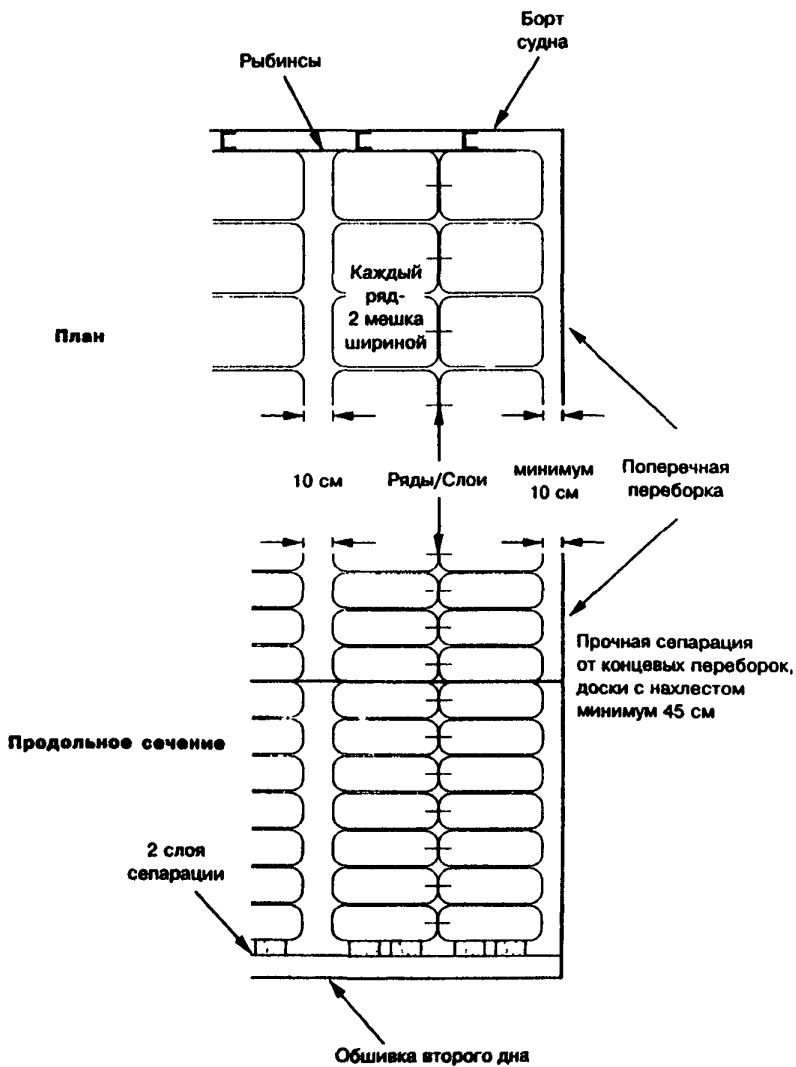 Борт
судна
Рыбинсы
Каждый
ряд-
2 мешка
шириной
План
10 см
Ряды/Слои
минимум
10 см
Поперечная
переборка
Прочная сепарация
от концевых переборок,
доски с нахлестом
минимум 45 см
Продольное сечение
2 слоя
сепарации
Обшивка второго дна